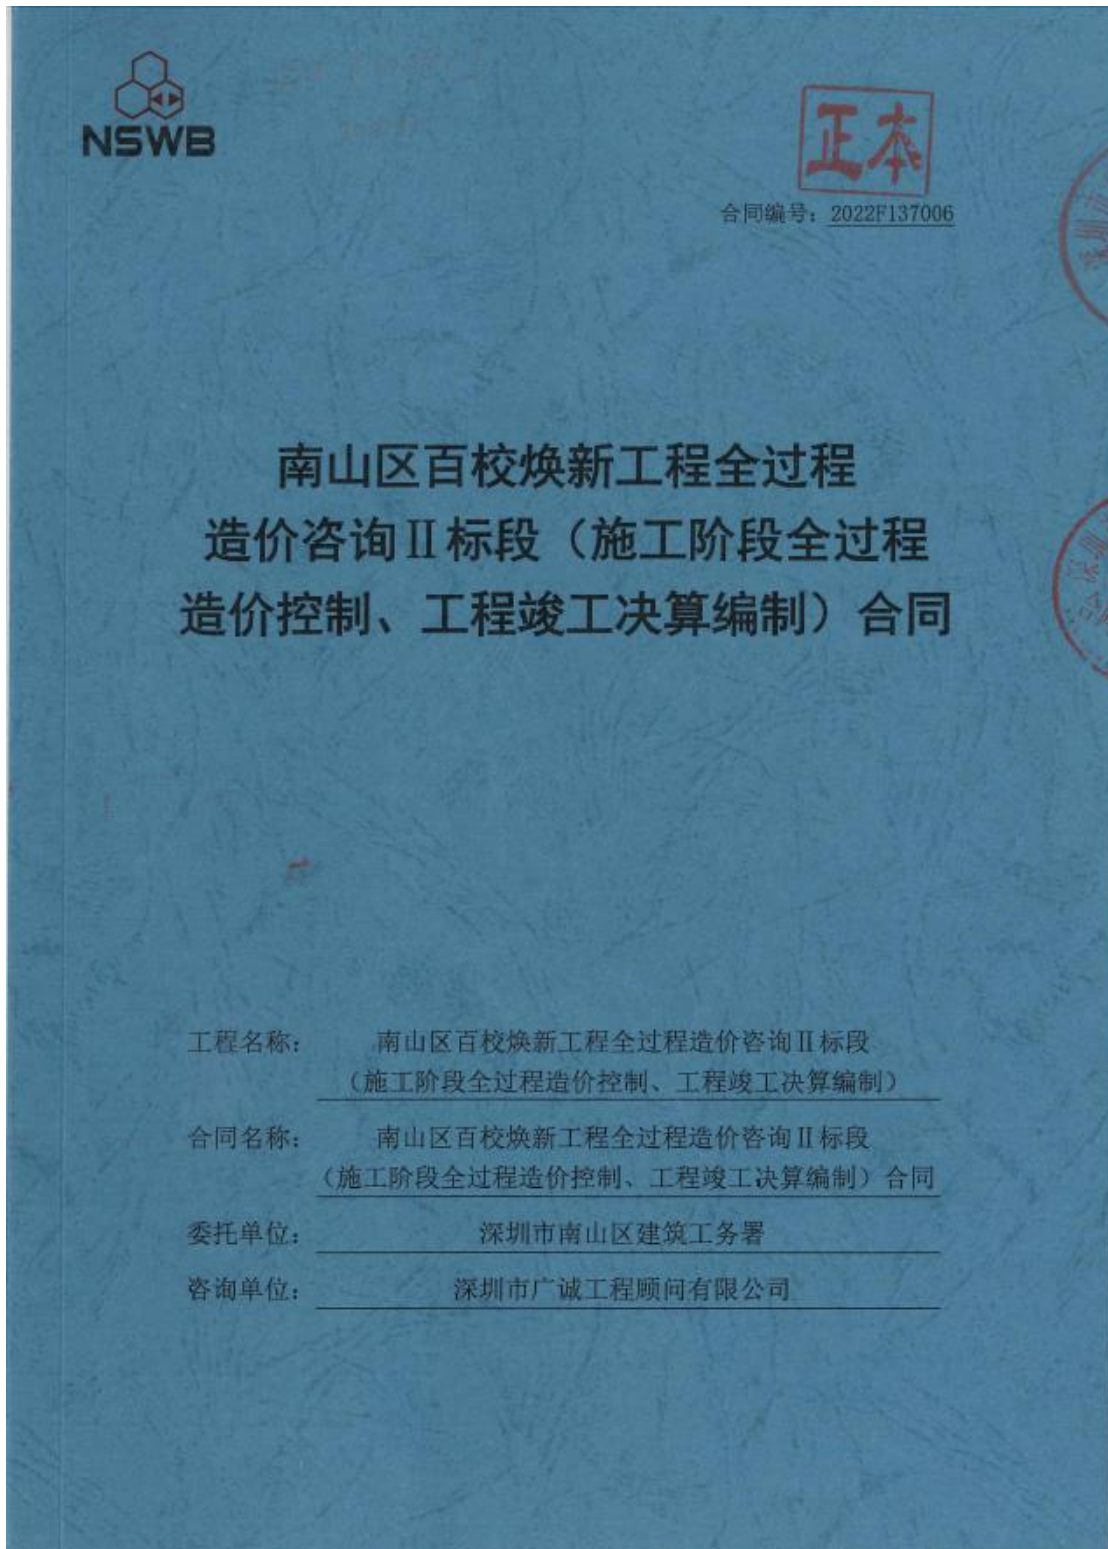 NSWB
正本
合同编号：2022F137006
南山区百校焕新工程全过程
造价咨询Ⅱ标段（施工阶段全过程
造价控制、工程竣工决算编制）合同
工程名称： 南山区百校焕新工程全过程造价咨询Ⅱ标段
（施工阶段全过程造价控制、工程竣工决算编制）
合同名称： 南山区百校焕新工程全过程造价咨询Ⅱ标段
（施工阶段全过程造价控制、工程竣工决算编制）合同
委托单位： 深圳市南山区建筑工务署
咨询单位： 深圳市广诚工程顾问有限公司